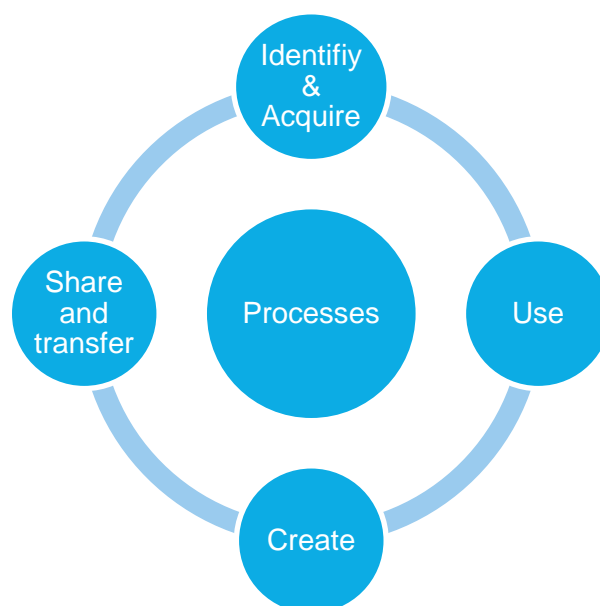 Identifiy
&
Acquire
Share
and
transfer
Processes
Use
Create